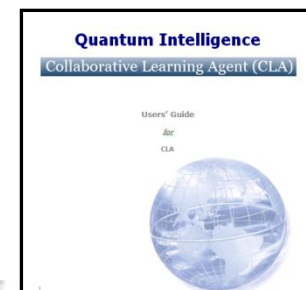 Quantum Intelligence
Collaborative Learning Agent (CLA)
Users' Guide
for
CLA